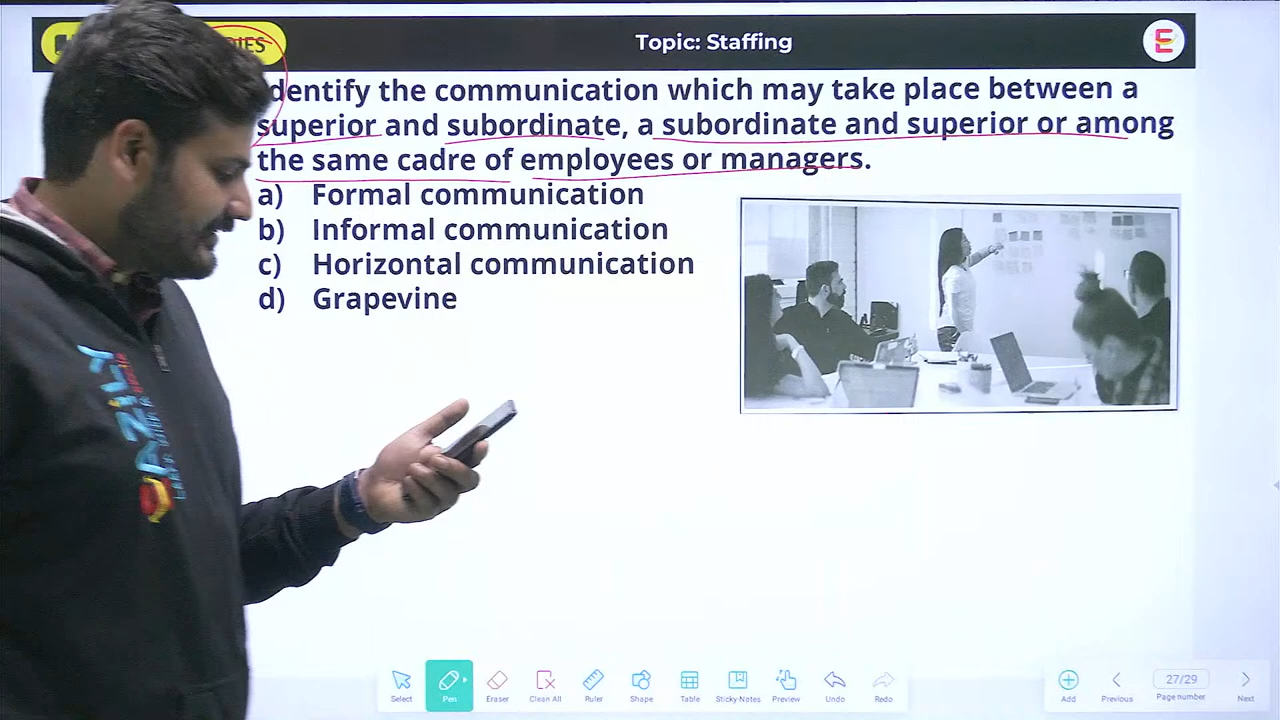 Topic: Staffing
E
dentify the communication which may take place between a
superior and subordinate, a subordinate and superior or among
the same cadre of employees or managers.
a) Formal communication
b) Informal communication
c) Horizontal communication
d) Grapevine
Select
Pen
Eraser
Clean All
Ruler
Shape
Table
Sticky-Notes
Preview
Undo
Redo
Add
Previous
27/29
Page number
Next